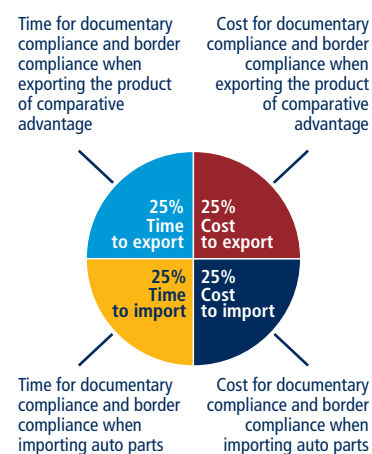 Time for documentary
compliance and border
compliance when
exporting the product
of comparative
advantage
Cost for documentary
compliance and border
compliance when
exporting the product
of comparative
advantage
25%
Time
to export
25%
Cost
to export
25%
Time
to import
25%
Cost
to import
Time for documentary
compliance and border
compliance when
importing auto parts
Cost for documentary
compliance and border
compliance when
importing auto parts